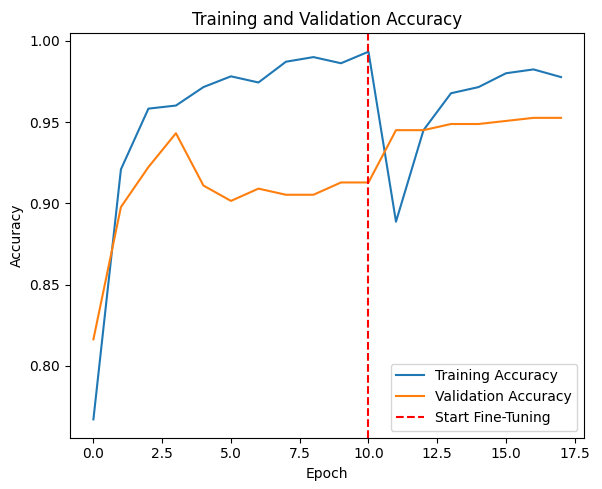 Training and Validation Accuracy
Accuracy
1.00
0.95
0.90
0.85
0.80
Training Accuracy
Validation Accuracy
Start Fine-Tuning
0.0 2.5 5.0 7.5 10.0 12.5 15.0 17.5
Epoch